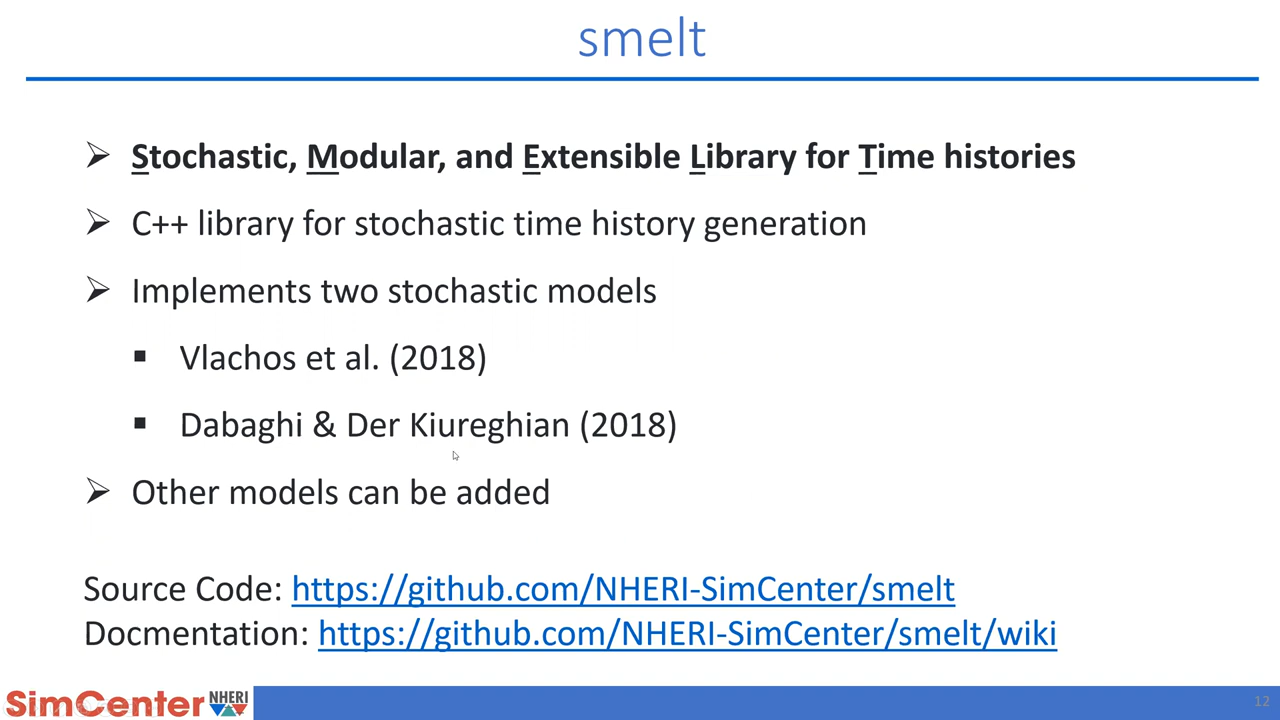 smelt
Stochastic, Modular, and Extensible Library for Time histories
C++ library for stochastic time history generation
Implements two stochastic models
Vlachos et al. (2018)
Dabaghi & Der Kiureghian (2018)
Other models can be added
Source Code: https://github.com/NHERI-SimCenter/smelt
Docmentation: https://github.com/NHERI-SimCenter/smelt/wiki
SimCenter NHERI
12